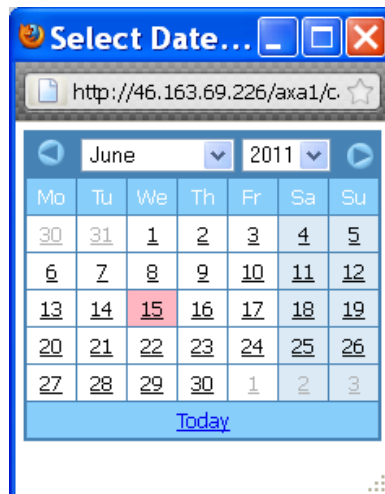 Select Date...
http://46.163.69.226/axa1/c.
June 2011
Mo Tu We Th Fr Sa Su
30 31 1 2 3 4 5
6 7 8 9 10 11 12
13 14 15 16 17 18 19
20 21 22 23 24 25 26
27 28 29 30 1 2 3
Today